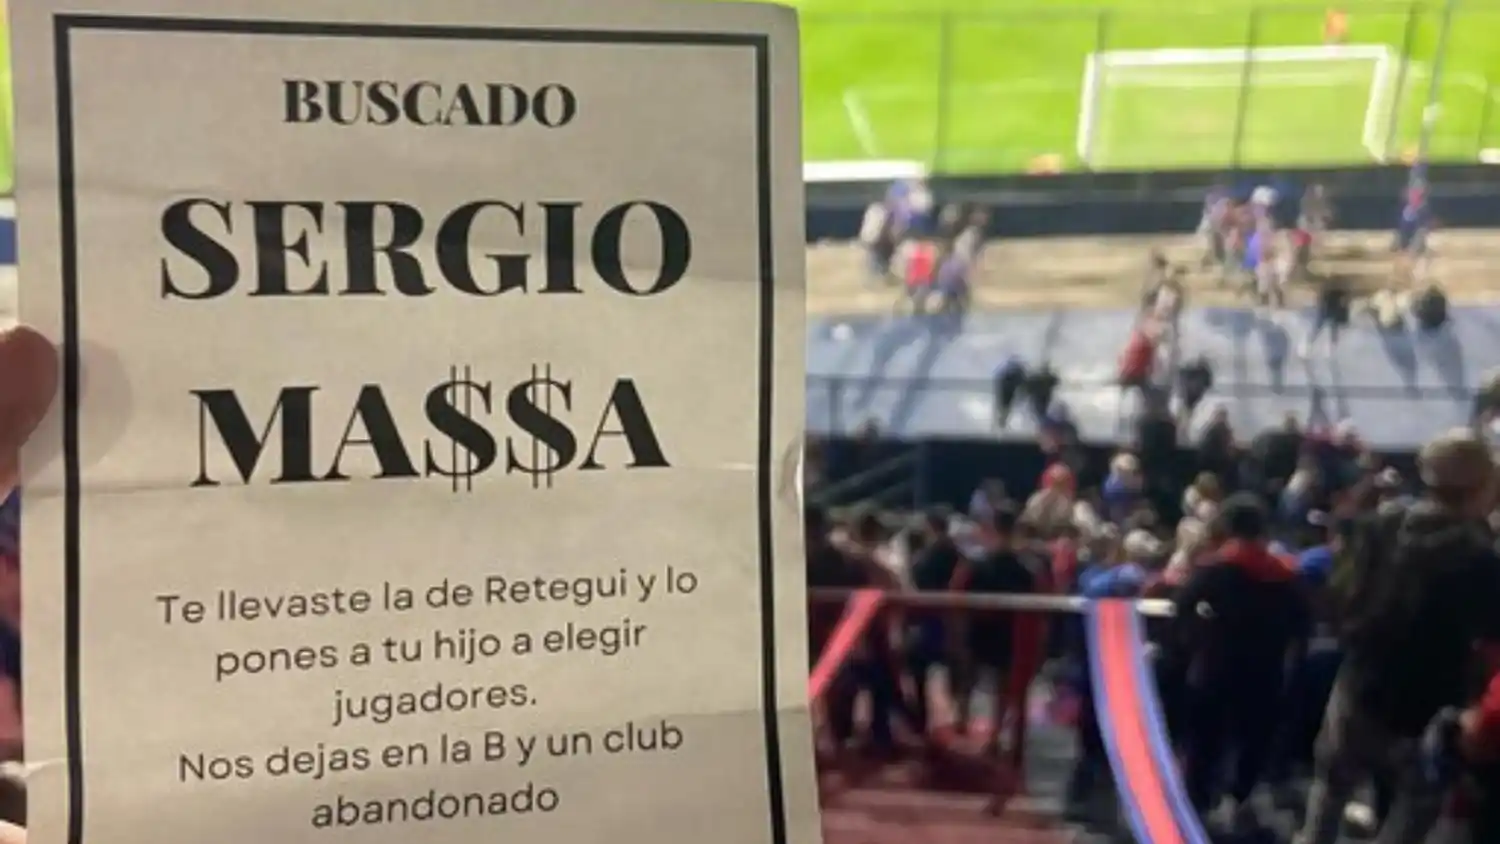 BUSCADO
SERGIO
MA$$A
Te llevaste la de Retegui y lo
pones a tu hijo a elegir
jugadores.
Nos dejas en la B y un club
abandonado